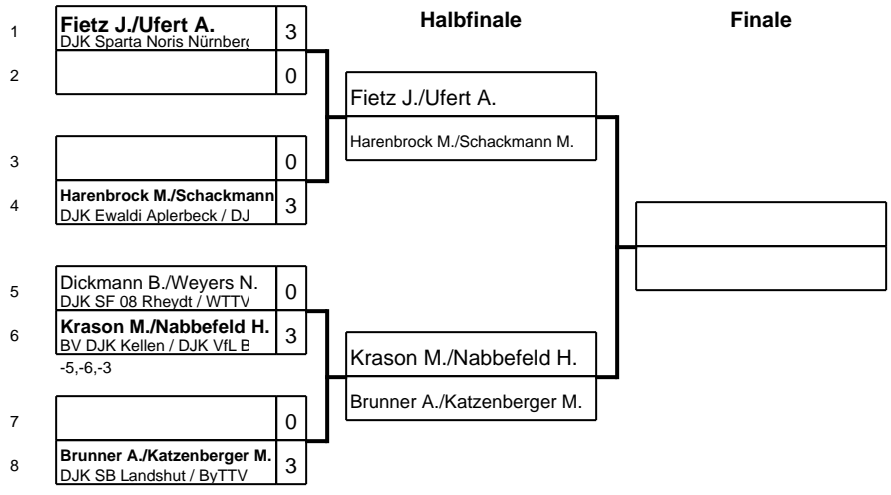 Halbfinale
Finale
1
Fietz J./Ufert A.
3
DJK Sparta Noris Nürnberg
2
0
Fietz J./Ufert A.
Harenbrock M./Schackmann M.
3
0
4
Harenbrock M./Schackmann
3
DJK Ewaldi Aplerbeck / DJ
5
Dickmann B./Weyers N.
0
DJK SF 08 Rheydt / WTTV
6
Krason M./Nabbefeld H.
3
BV DJK Kellen / DJK VfL B
-5,-6,-3
Krason M./Nabbefeld H.
Brunner A./Katzenberger M.
7
0
8
Brunner A./Katzenberger M.
3
DJK SB Landshut / ByTTV